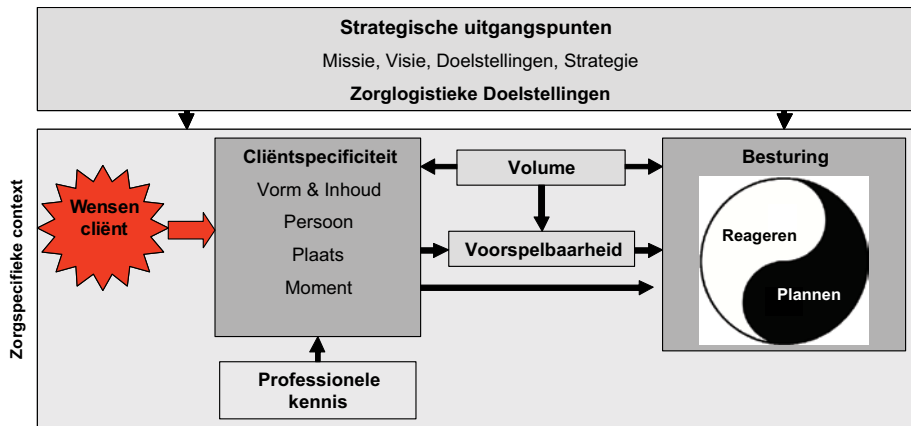 Strategische uitgangspunten
Missie, Visie, Doelstellingen, Strategie
Zorglogistieke Doelstellingen
Zorgspecifieke context
Wensen
cliënt
Cliëntspecificiteit
Vorm & Inhoud
Persoon
Plaats
Moment
Professionele
kennis
Volume
Voorspelbaarheid
Besturing
Reageren
Plannen